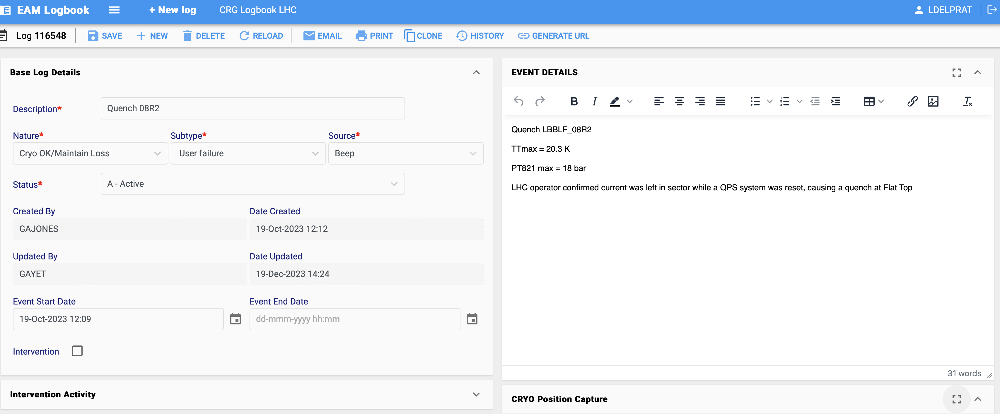 EAM Logbook
+ New log
CRG Logbook LHC
LDELPRAT
Log 116548
SAVE
NEW
DELETE
RELOAD
EMAIL
PRINT
CLONE
HISTORY
GENERATE URL
Base Log Details
Description*
Quench 08R2
Nature* Subtype* Source*
Cryo OK/Maintain Loss User failure Beep
Status*
A - Active
Created By Date Created
GAJONES 19-Oct-2023 12:12
Updated By Date Updated
GAYET 19-Dec-2023 14:24
Event Start Date Event End Date
19-Oct-2023 12:09 dd-mmm-yyyy hh:mm
Intervention
Intervention Activity
EVENT DETAILS
Quench LBBLF_08R2
TTmax = 20.3 K
PT821 max = 18 bar
LHC operator confirmed current was left in sector while a QPS system was reset, causing a quench at Flat Top
31 words
CRYO Position Capture